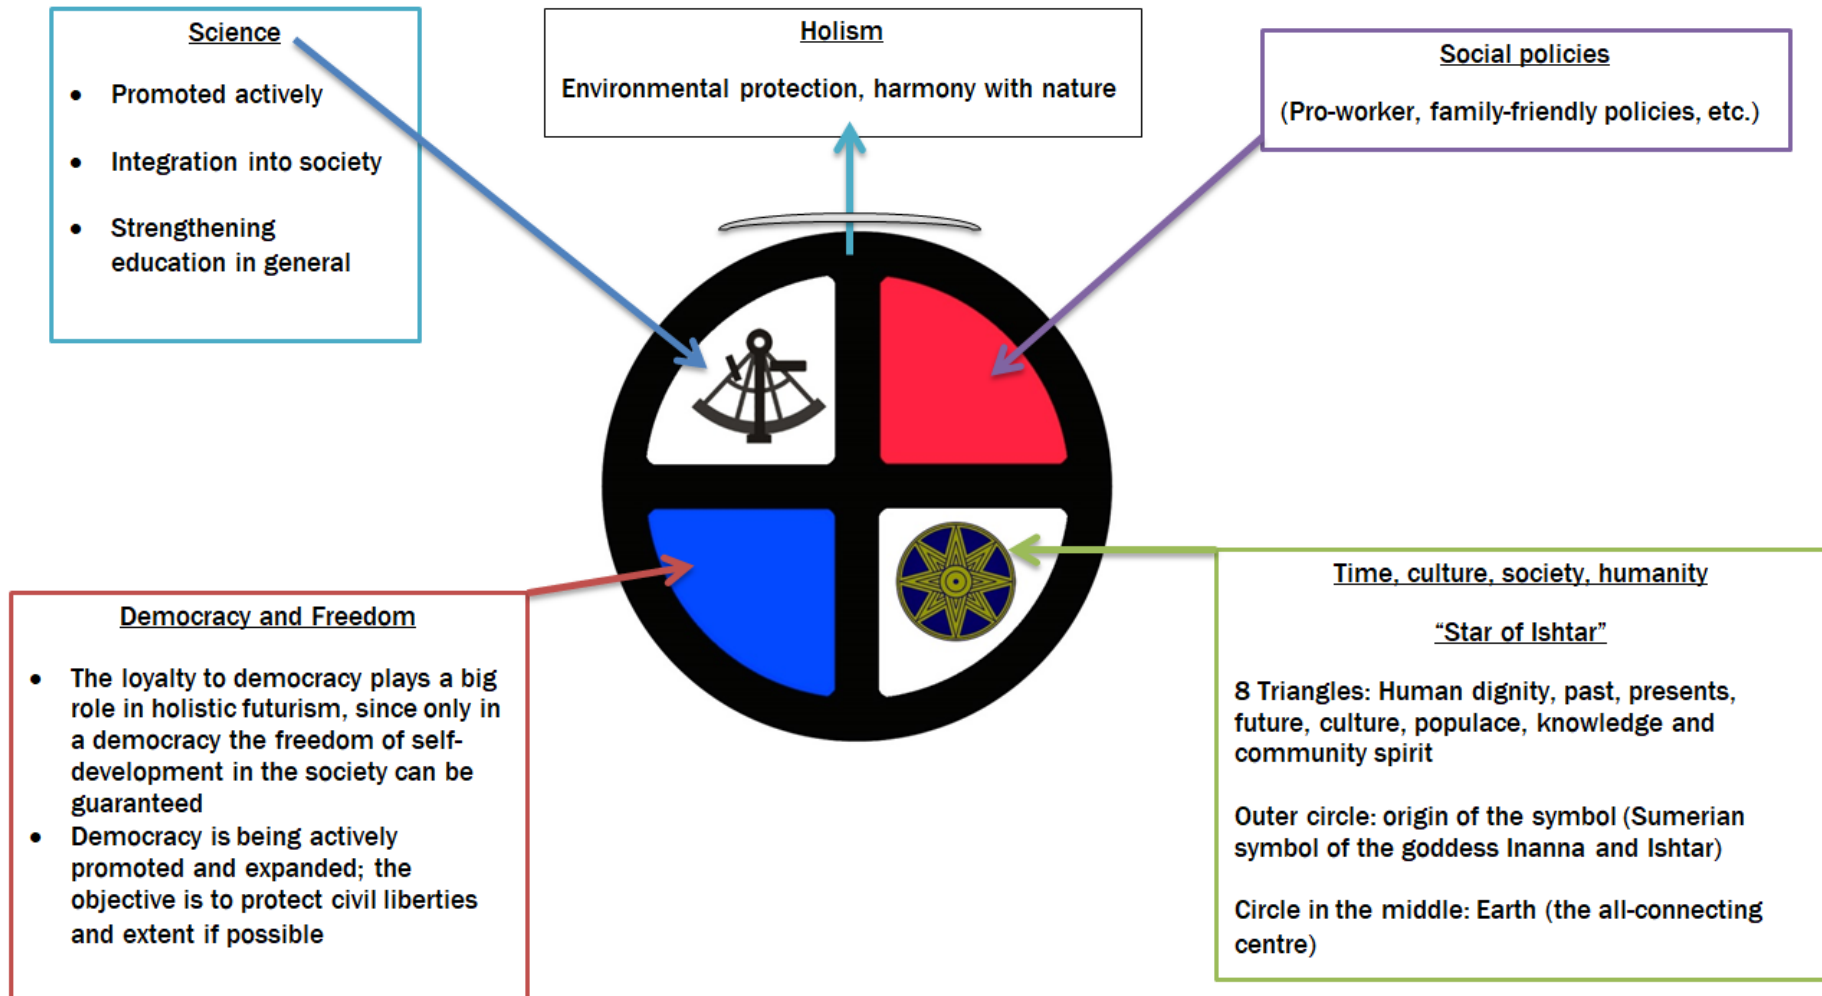 Science
• Promoted actively
• Integration into society
• Strengthening
education in general
Holism
Environmental protection, harmony with nature
Social policies
(Pro-worker, family-friendly policies, etc.)
Democracy and Freedom
• The loyalty to democracy plays a big
role in holistic futurism, since only in
a democracy the freedom of self-
development in the society can be
guaranteed
• Democracy is being actively
promoted and expanded; the
objective is to protect civil liberties
and extent if possible
Time, culture, society, humanity
“Star of Ishtar”
8 Triangles: Human dignity, past, presents,
future, culture, populace, knowledge and
community spirit
Outer circle: origin of the symbol (Sumerian
symbol of the goddess Inanna and Ishtar)
Circle in the middle: Earth (the all-connecting
centre)